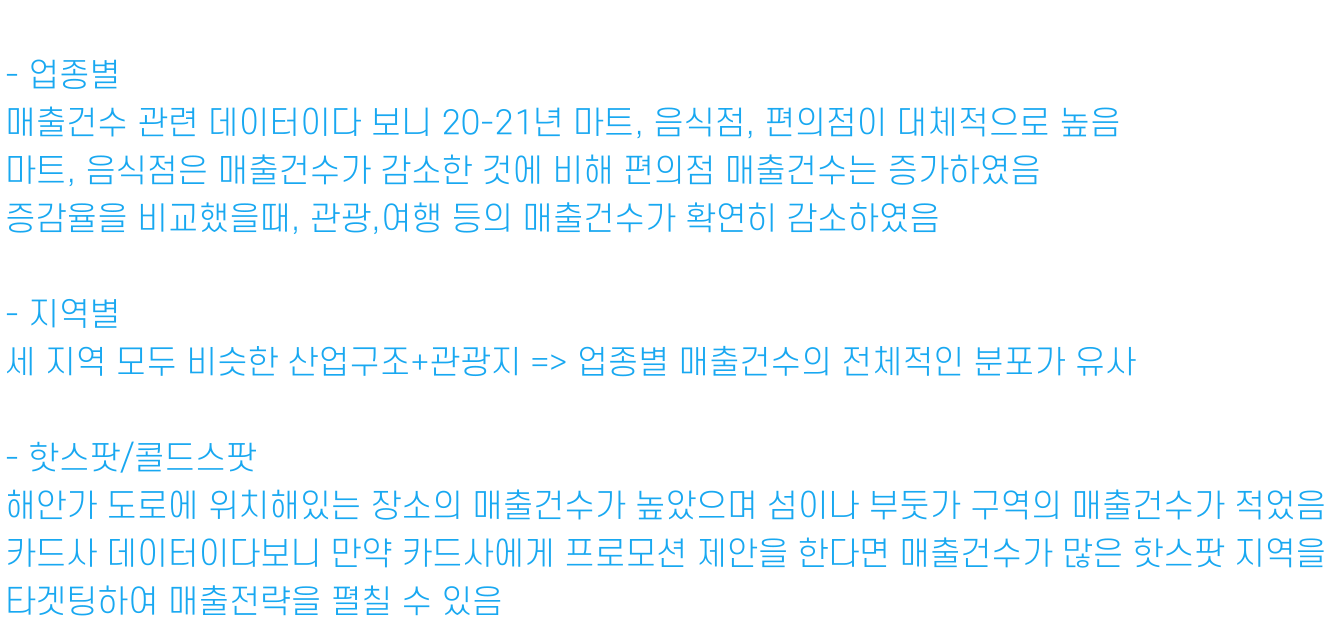 - 업종별
매출건수 관련 데이터이다 보니 20-21년 마트, 음식점, 편의점이 대체적으로 높음
마트, 음식점은 매출건수가 감소한 것에 비해 편의점 매출건수는 증가하였음
증감율을 비교했을때, 관광,여행 등의 매출건수가 확연히 감소하였음
- 지역별
세 지역 모두 비슷한 산업구조+관광지 => 업종별 매출건수의 전체적인 분포가 유사
- 핫스팟/콜드스팟
해안가 도로에 위치해있는 장소의 매출건수가 높았으며 섬이나 부둣가 구역의 매출건수가 적었음
카드사 데이터이다보니 만약 카드사에게 프로모션 제안을 한다면 매출건수가 많은 핫스팟 지역을
타겟팅하여 매출전략을 펼칠 수 있음